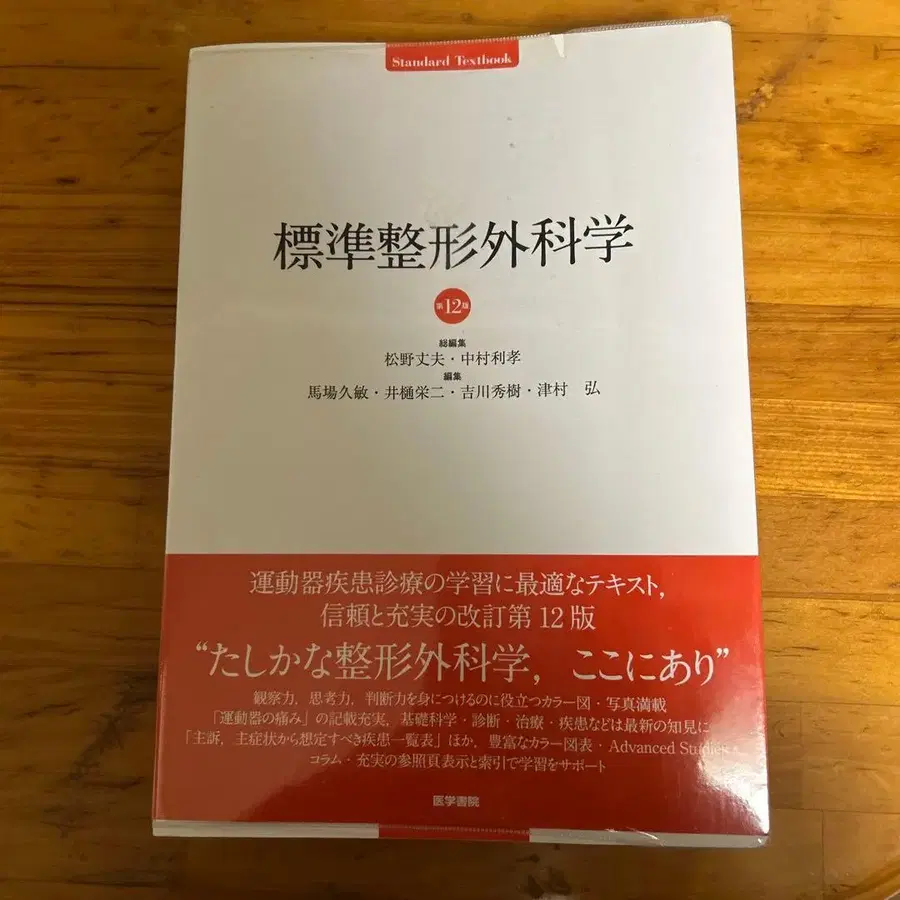 Standard Textbook
標準整形外科学
第12版
総編集
松野丈夫・中村利孝
編集
馬場久敏・井樋栄二・吉川秀樹・津村 弘
運動器疾患診療の学習に最適なテキスト,
信頼と充実の改訂第12版
“たしかな整形外科学, ここにあり”
観察力, 思考力, 判断力を身につけるのに役立つカラー図・写真満載
「運動器の痛み」の記載充実, 基礎科学・診断・治療・疾患などは最新の知見に
「主訴, 主症状から想定すべき疾患一覧表」ほか, 豊富なカラー図表・Advanced Studies・
コラム・充実の参照頁表示と索引で学習をサポート
医学書院